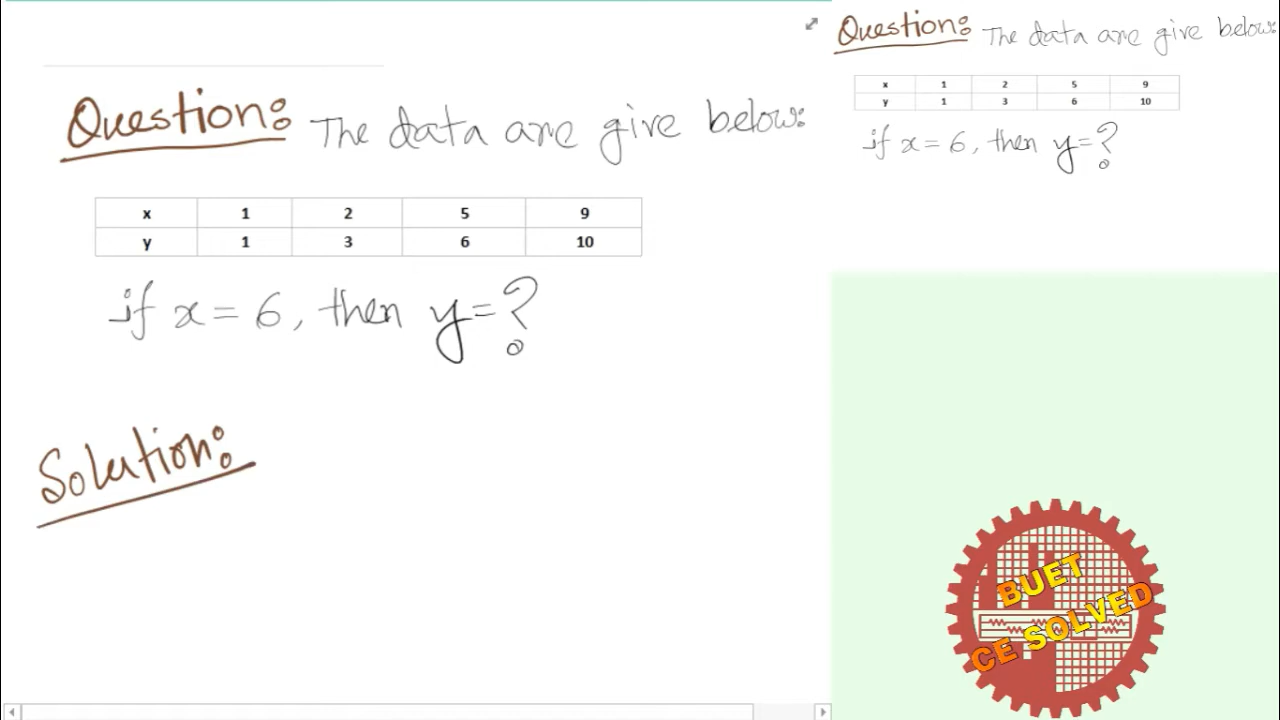 Question: The data are give below:
x 1 2 5 9
y 1 3 6 10
if x = 6, then y = ?
Solution:
Question: The data are give below:
x 1 2 5 9
y 1 3 6 10
if x = 6, then y = ?
BUET
CE SOLVED